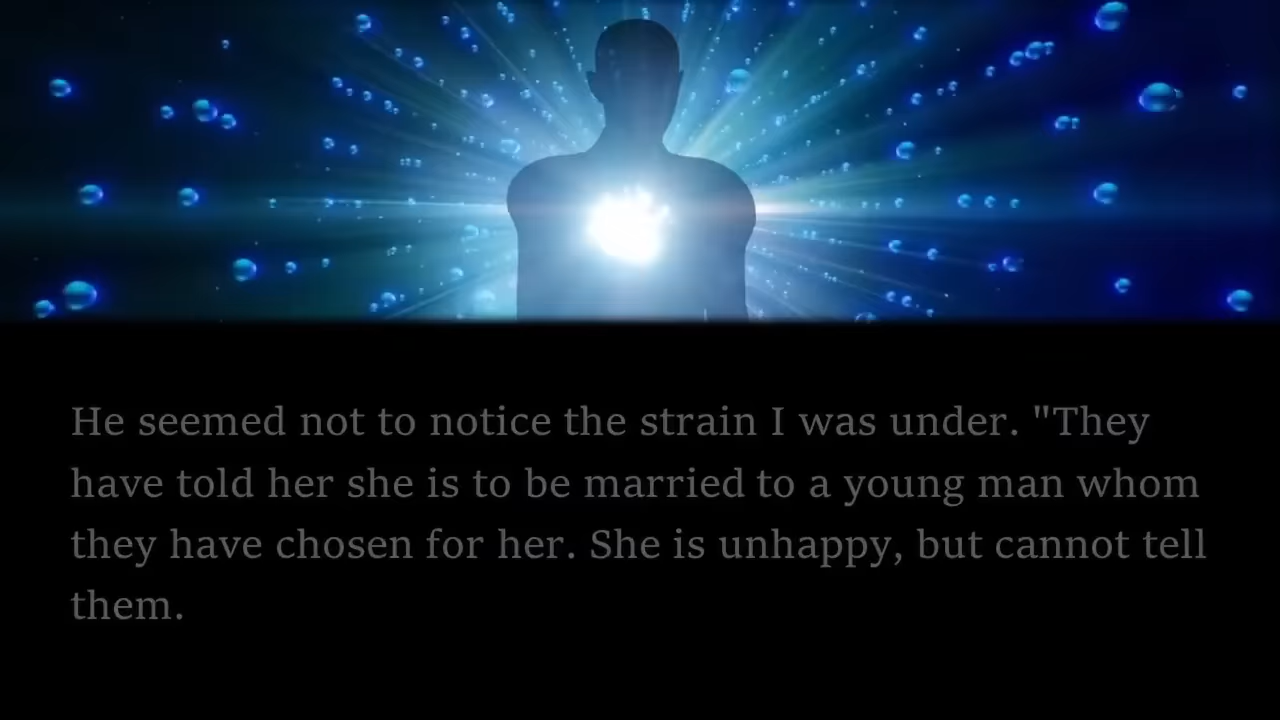 He seemed not to notice the strain I was under. "They
have told her she is to be married to a young man whom
they have chosen for her. She is unhappy, but cannot tell
them.